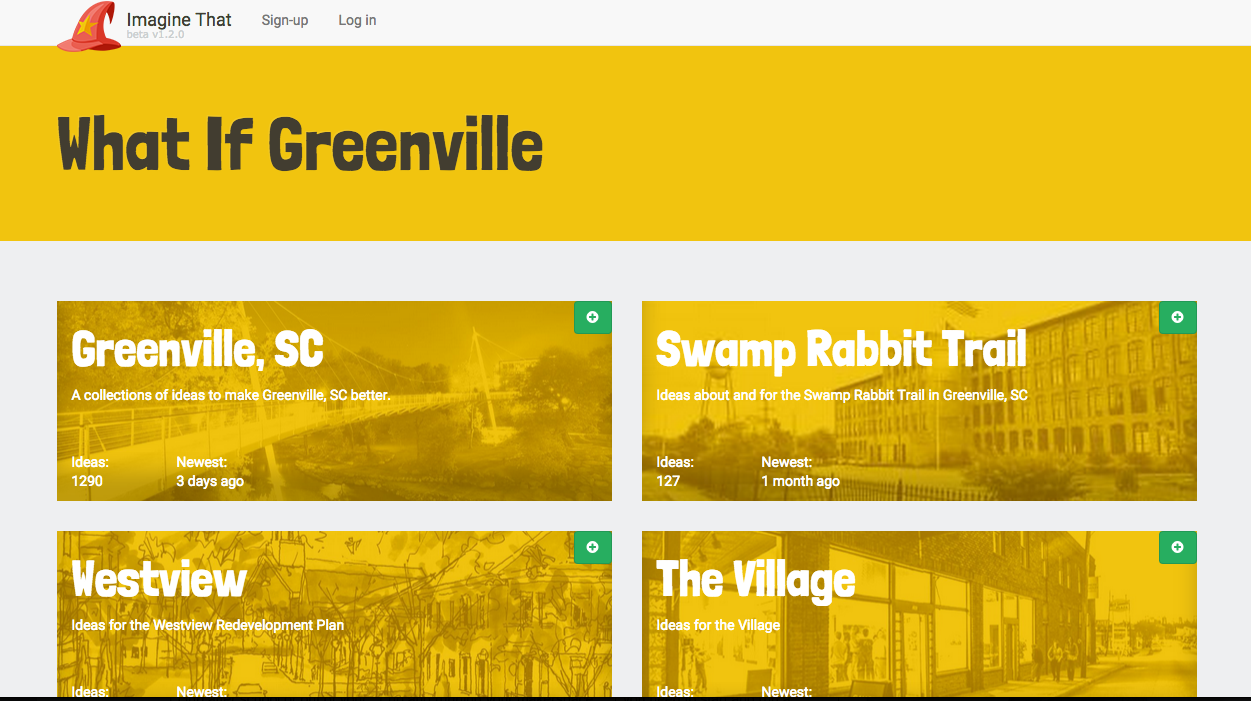 Imagine That
beta v1.2.0
Sign-up
Log in
What If Greenville
Greenville, SC
A collections of ideas to make Greenville, SC better.
Ideas:
1290
Newest:
3 days ago
Swamp Rabbit Trail
Ideas about and for the Swamp Rabbit Trail in Greenville, SC
Ideas:
127
Newest:
1 month ago
Westview
Ideas for the Westview Redevelopment Plan
Ideas:
Newest:
The Village
Ideas for the Village
Ideas:
Newest: